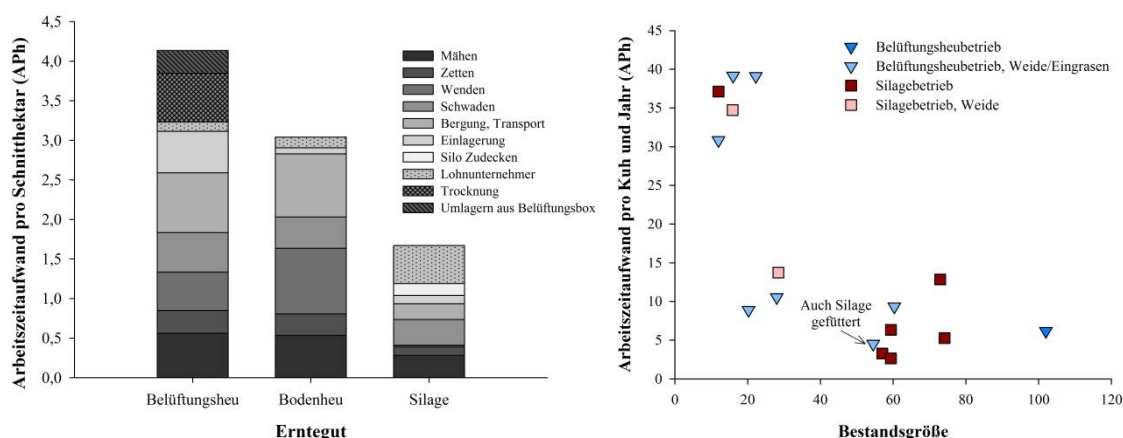 Arbeitszeitaufwand pro Schnitthektar (APh)
4,5
4,0
3,5
3,0
2,5
2,0
1,5
1,0
0,5
0,0
Mähen
Zetten
Wenden
Schwaden
Bergung, Transport
Einlagerung
Silo Zudecken
Lohnunternehmer
Trocknung
Umlagern aus Belüftungsbox
Belüftungsheu Bodenheu Silage
Erntegut
Arbeitszeitaufwand pro Kuh und Jahr (APh)
45
40
35
30
25
20
15
10
5
0
Belüftungsheubetrieb
Belüftungsheubetrieb, Weide/Eingrasen
Silagebetrieb
Silagebetrieb, Weide
Auch Silage
gefüttert
0 20 40 60 80 100 120
Bestandsgröße